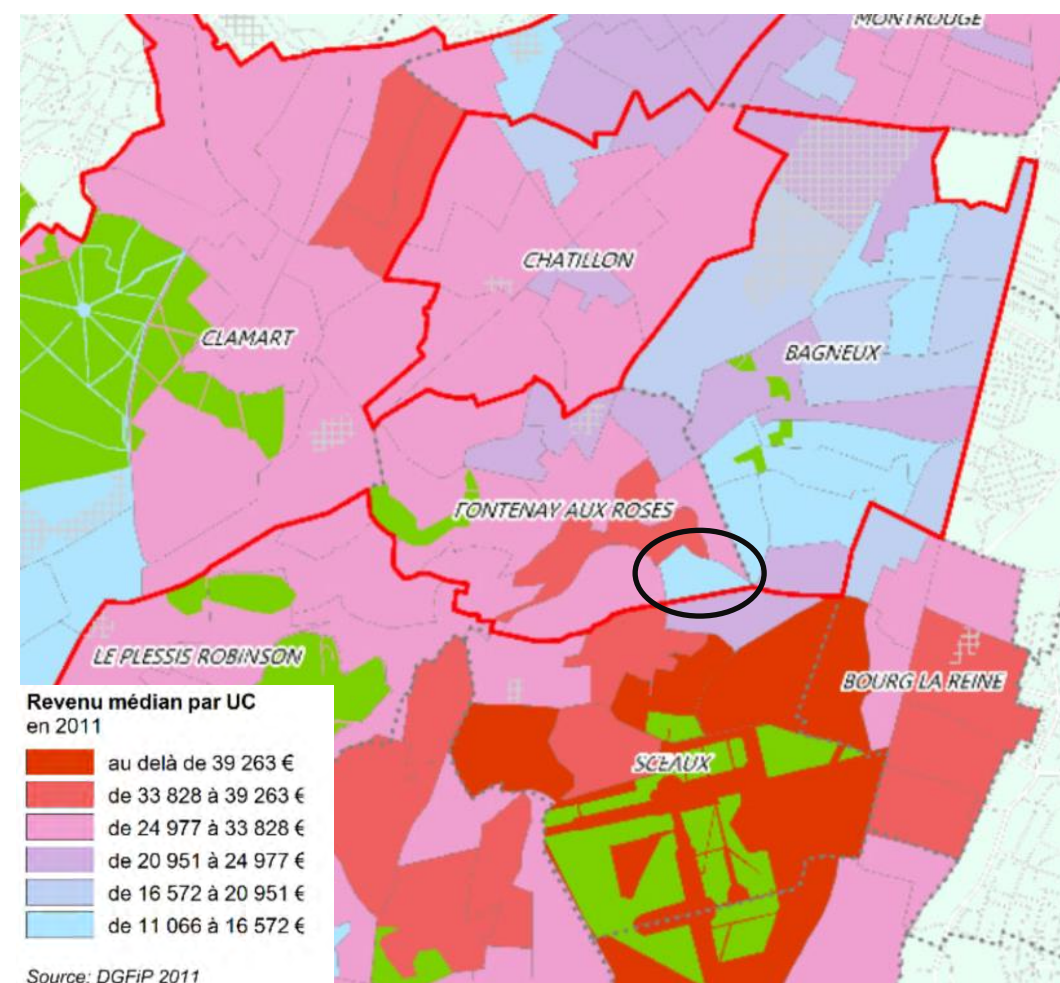 MONTROUGE
CHATILLON
CLAMART
BAGNEUX
FONTENAY AUX ROSES
LE PLESSIS ROBINSON
BOURG LA REINE
SCEAUX
Revenu médian par UC
en 2011
au delà de 39 263 €
de 33 828 à 39 263 €
de 24 977 à 33 828 €
de 20 951 à 24 977 €
de 16 572 à 20 951 €
de 11 066 à 16 572 €
Source: DGFiP 2011